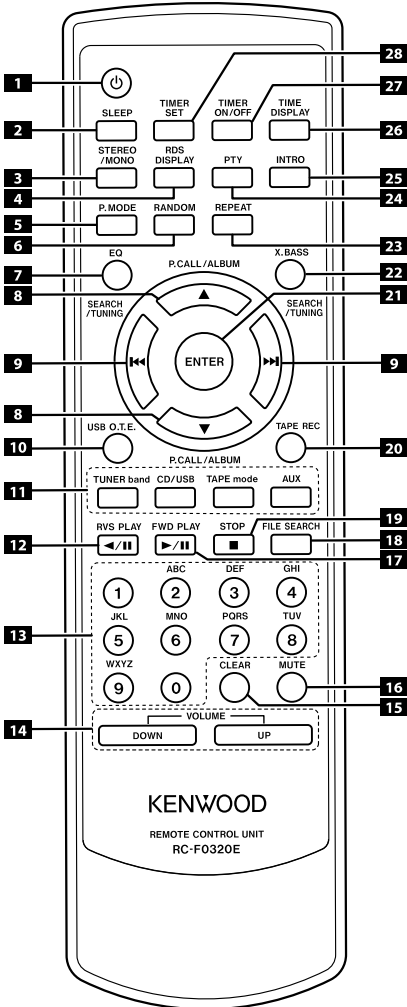 1
28
27
SLEEP
TIMER SET
TIMER ON/OFF
TIME DISPLAY
2
26
STEREO /MONO
RDS DISPLAY
PTY
INTRO
3
4
25
24
P.MODE
RANDOM
REPEAT
5
6
23
EQ
P.CALL/ALBUM
X.BASS
7
8
22
21
SEARCH /TUNING
SEARCH /TUNING
9
ENTER
9
8
USB O.T.E.
TAPE REC
10
20
P.CALL/ALBUM
11
TUNER band
CD/USB
TAPE mode
AUX
RVS PLAY
FWD PLAY
STOP
FILE SEARCH
19
18
12
17
ABC
DEF
GHI
1
2
3
4
13
JKL
MNO
PQRS
TUV
5
6
7
8
WXYZ
CLEAR
MUTE
9
0
16
15
14
VOLUME
DOWN
UP
KENWOOD
REMOTE CONTROL UNIT
RC-F0320E